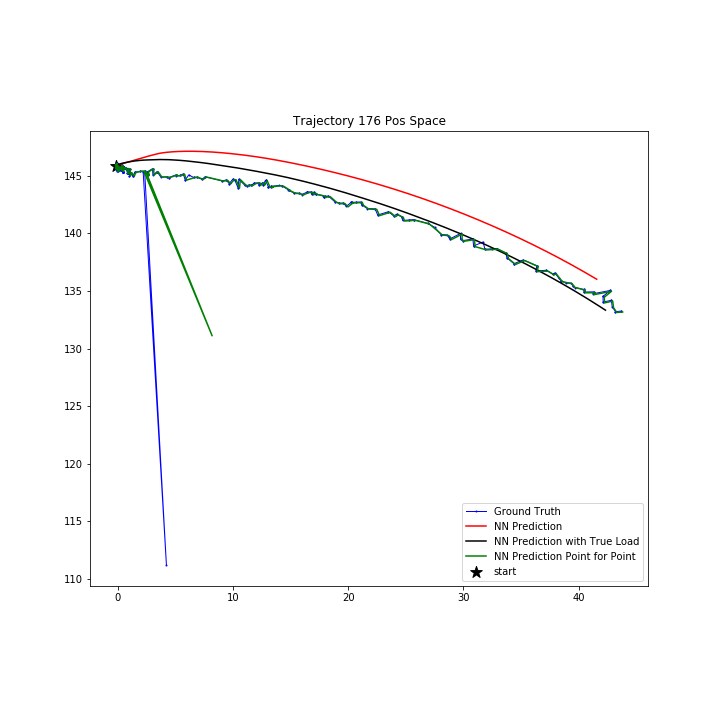 Trajectory 176 Pos Space
145
140
135
130
125
120
115
110
0 10 20 30 40
Ground Truth
NN Prediction
NN Prediction with True Load
NN Prediction Point for Point
start